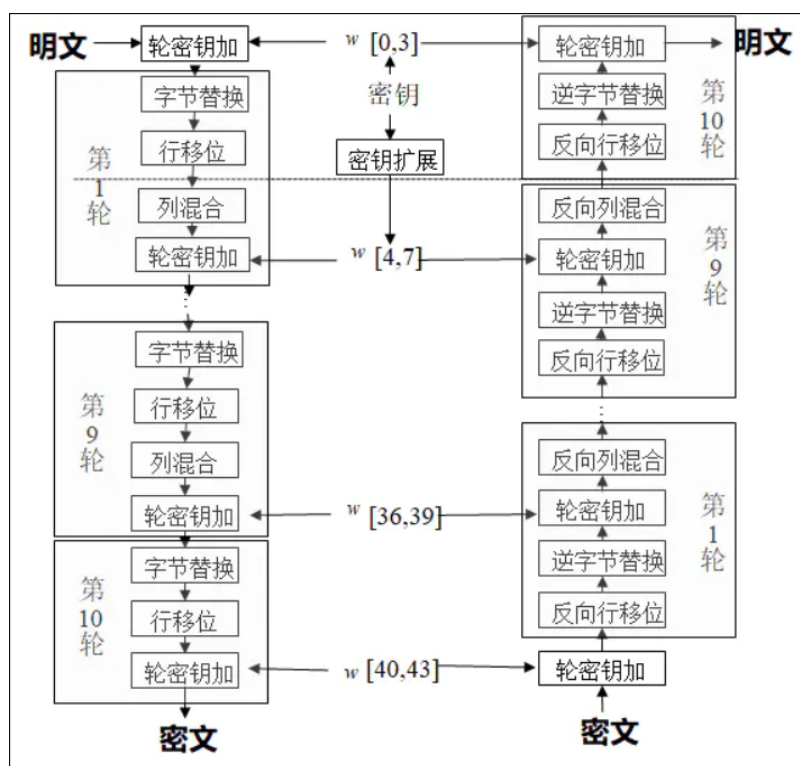 明文
轮密钥加
w [0,3]
轮密钥加
明文
第1轮
字节替换
行移位
列混合
轮密钥加
密钥
密钥扩展
w [4,7]
第10轮
逆字节替换
反向行移位
第9轮
反向列混合
轮密钥加
逆字节替换
反向行移位
⋮
第9轮
字节替换
行移位
列混合
轮密钥加
w [36,39]
⋮
第1轮
反向列混合
轮密钥加
逆字节替换
反向行移位
第10轮
字节替换
行移位
轮密钥加
w [40,43]
轮密钥加
密文
密文